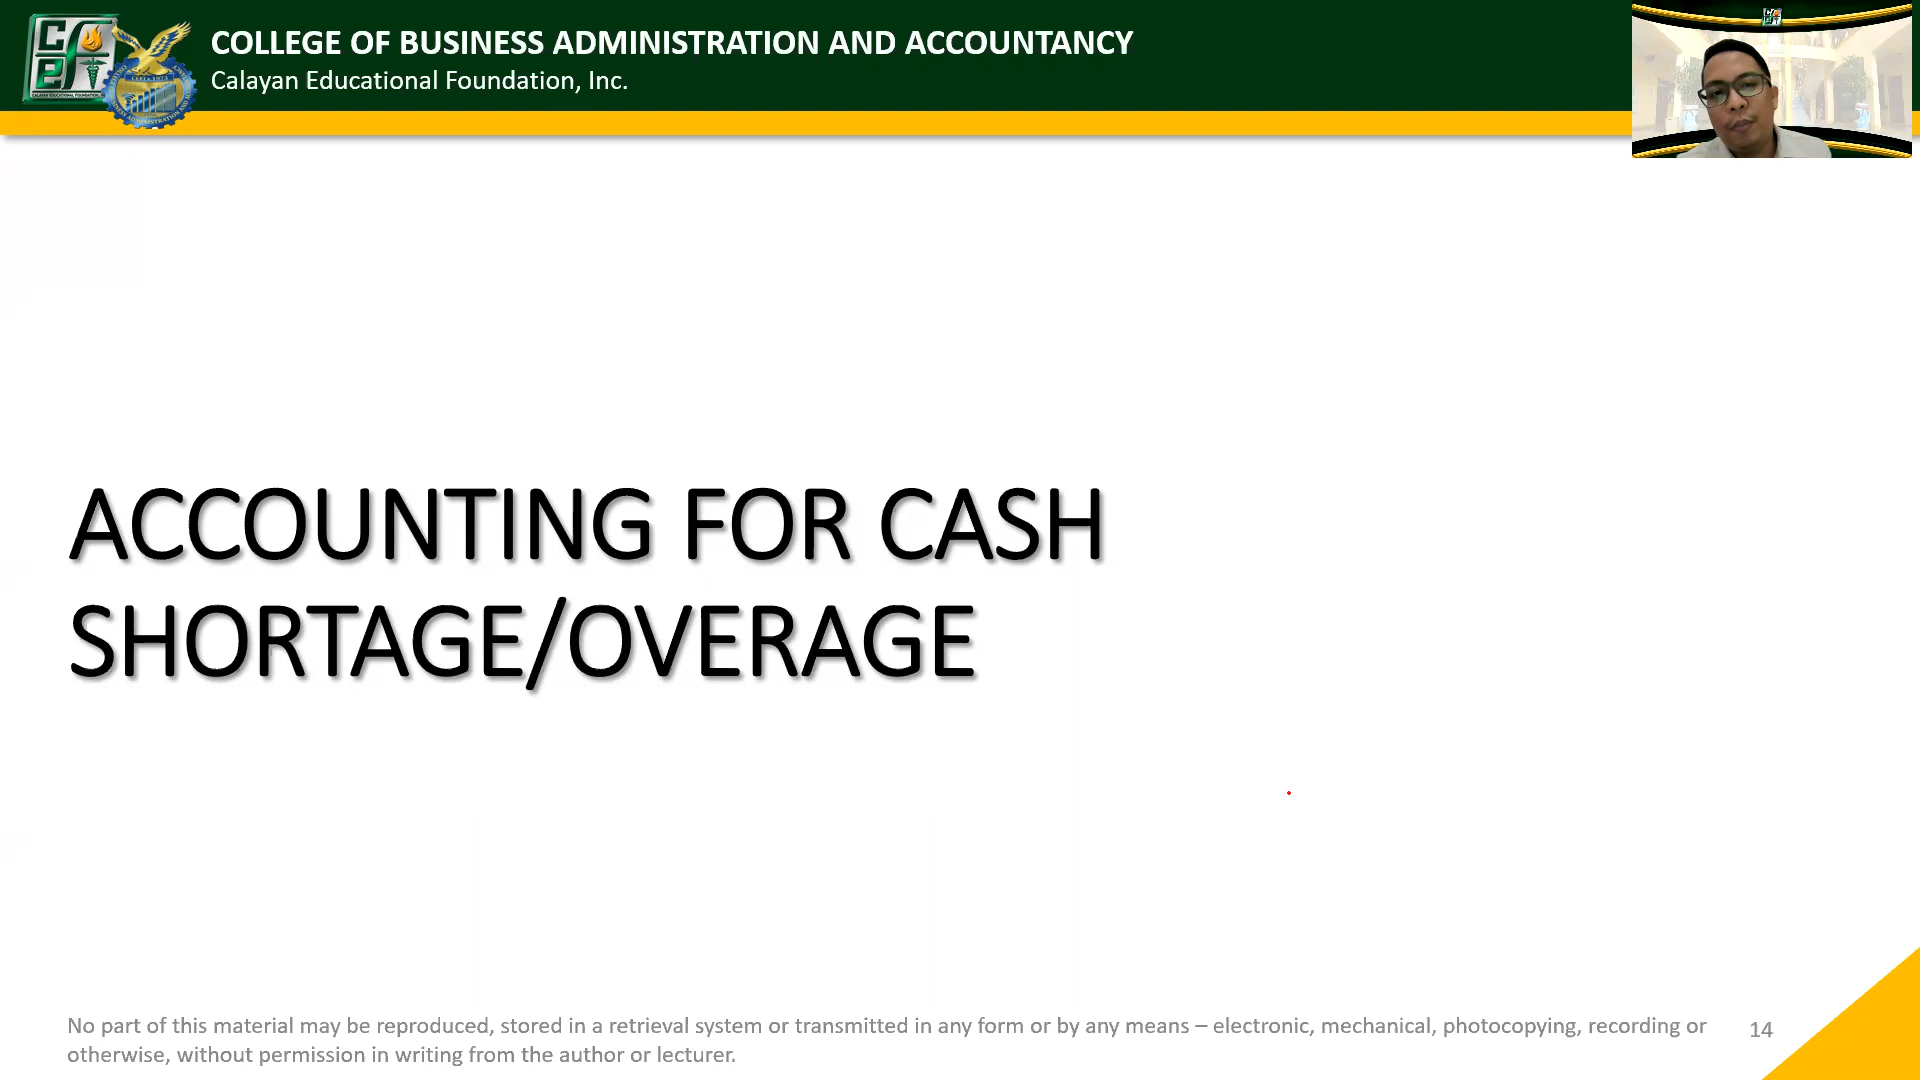 COLLEGE OF BUSINESS ADMINISTRATION AND ACCOUNTANCY
Calayan Educational Foundation, Inc.
ACCOUNTING FOR CASH
SHORTAGE/OVERAGE
No part of this material may be reproduced, stored in a retrieval system or transmitted in any form or by any means – electronic, mechanical, photocopying, recording or
otherwise, without permission in writing from the author or lecturer.
14